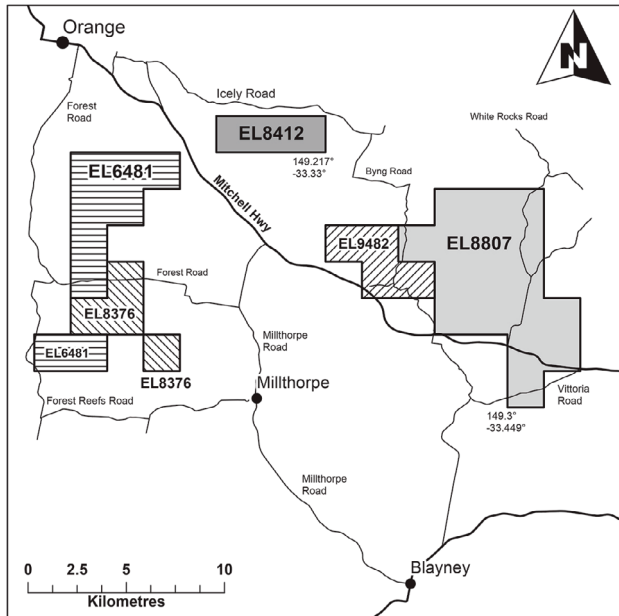 Orange
N
Forest
Road
Icely Road
White Rocks Road
EL8412
149.217°
-33.33°
Byng Road
EL6481
Mitchell Hwy
EL9482
EL8807
Forest Road
EL8376
Millthorpe
Road
EL6481
EL8376
Millthorpe
Forest Reefs Road
Vittoria
Road
149.3°
-33.449°
Millthorpe
Road
Blayney
0 2.5 5 10
Kilometres